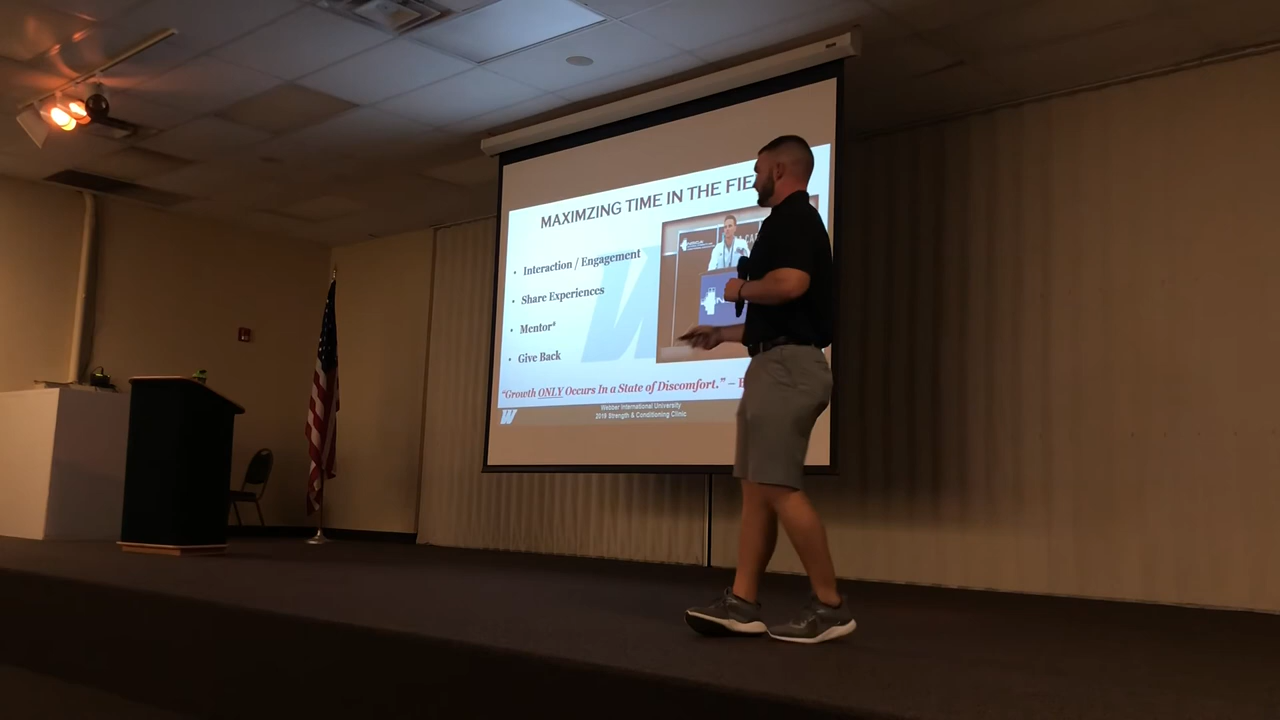 MAXIMZING TIME IN THE FIE
• Interaction / Engagement
• Share Experiences
• Mentor*
• Give Back
"Growth ONLY Occurs In a State of Discomfort." –
Webber International University
2019 Strength & Conditioning Clinic
W